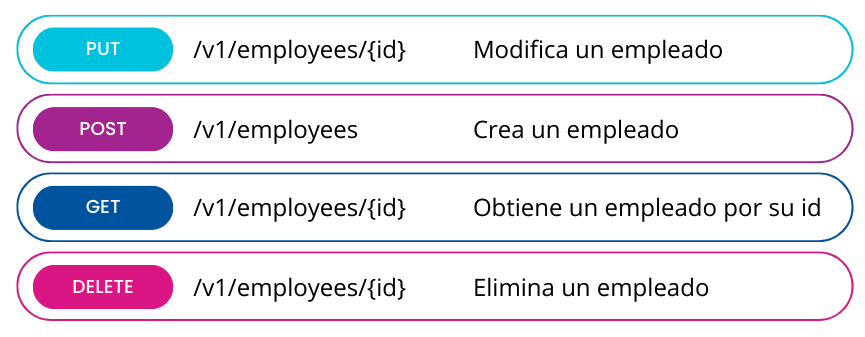 PUT /v1/employees/{id} Modifica un empleado
POST /v1/employees Crea un empleado
GET /v1/employees/{id} Obtiene un empleado por su id
DELETE /v1/employees/{id} Elimina un empleado